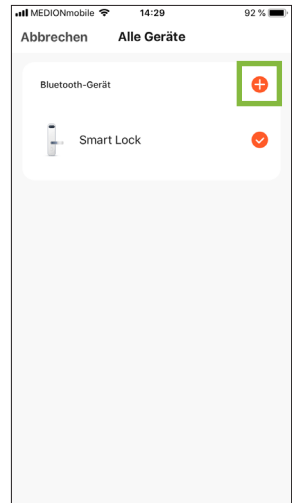 MEDIONmobile 14:29 92 %
Abbrechen Alle Geräte
Bluetooth-Gerät
Smart Lock